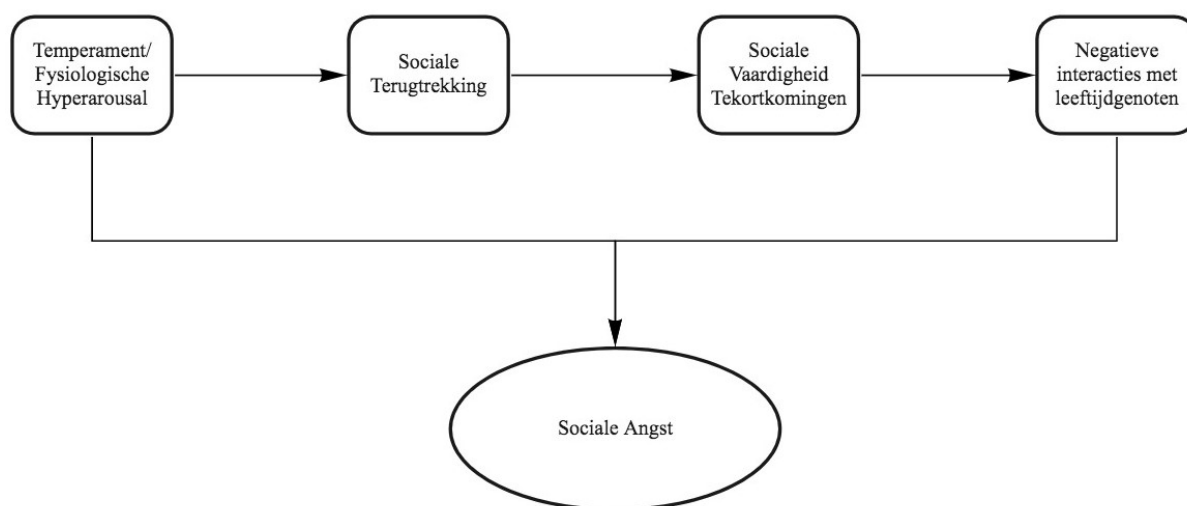 Temperament/
Fysiologische
Hyperarousal
Sociale
Terugtrekking
Sociale
Vaardigheid
Tekortkomingen
Negatieve
interacties met
leeftijdgenoten
Sociale Angst